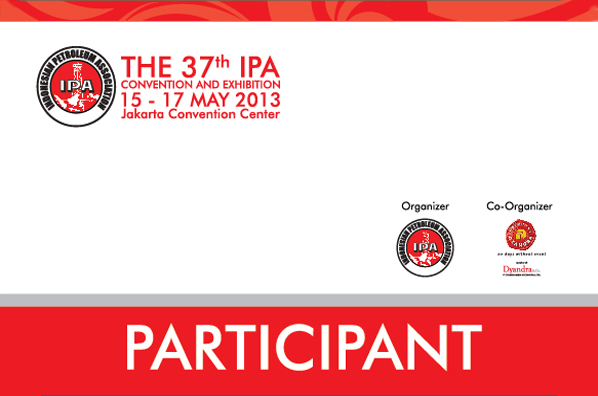 INDONESIAN PETROLEUM ASSOCIATION
IPA
THE 37th IPA
CONVENTION AND EXHIBITION
15 - 17 MAY 2013
Jakarta Convention Center
Organizer
Co-Organizer
INDONESIAN PETROLEUM ASSOCIATION
IPA
no days without event
Dyandra
PARTICIPANT